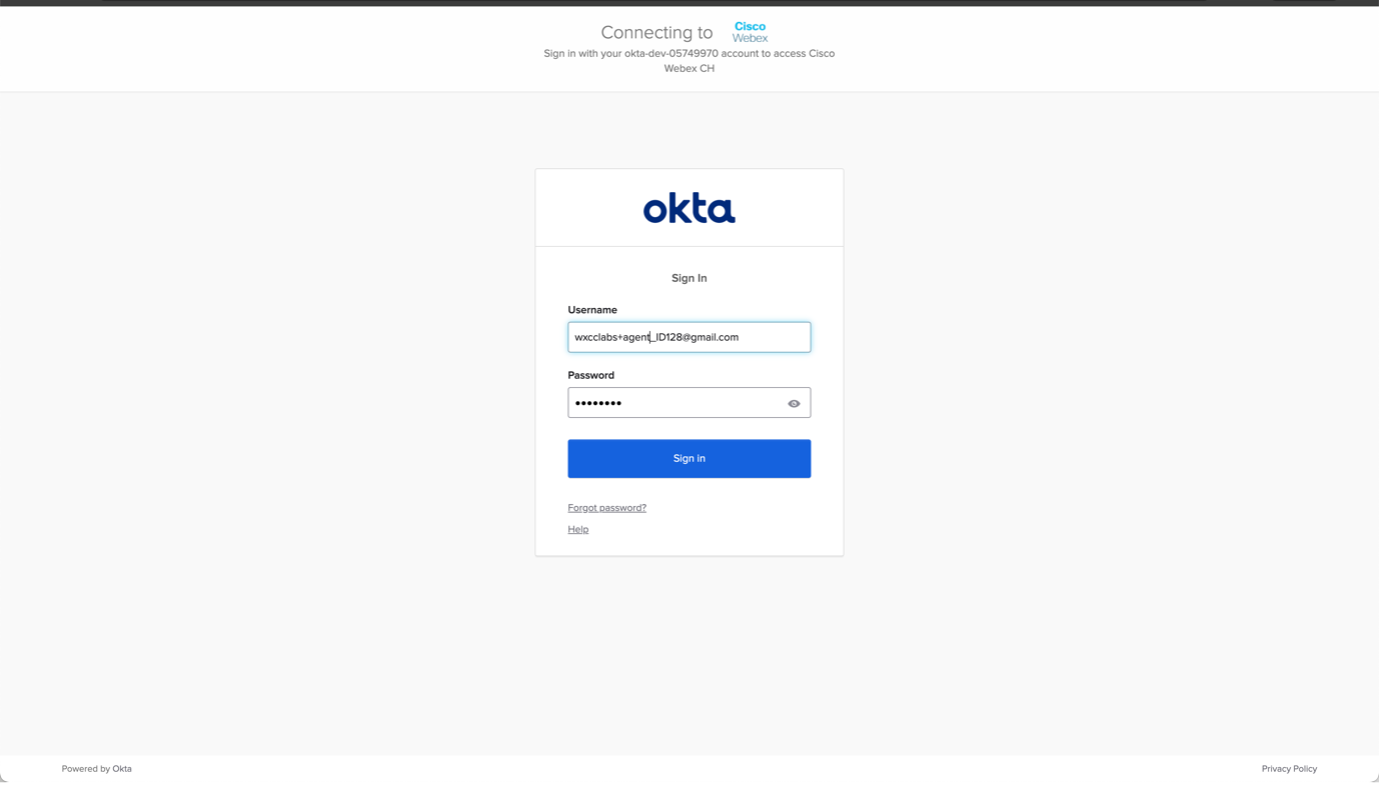 Connecting to
Cisco
Webex
Sign in with your okta-dev-05749970 account to access Cisco
Webex CH
okta
Sign In
Username
wxcclabs+agent_ID128@gmail.com
Password
••••••••
Sign in
Forgot password?
Help
Powered by Okta
Privacy Policy